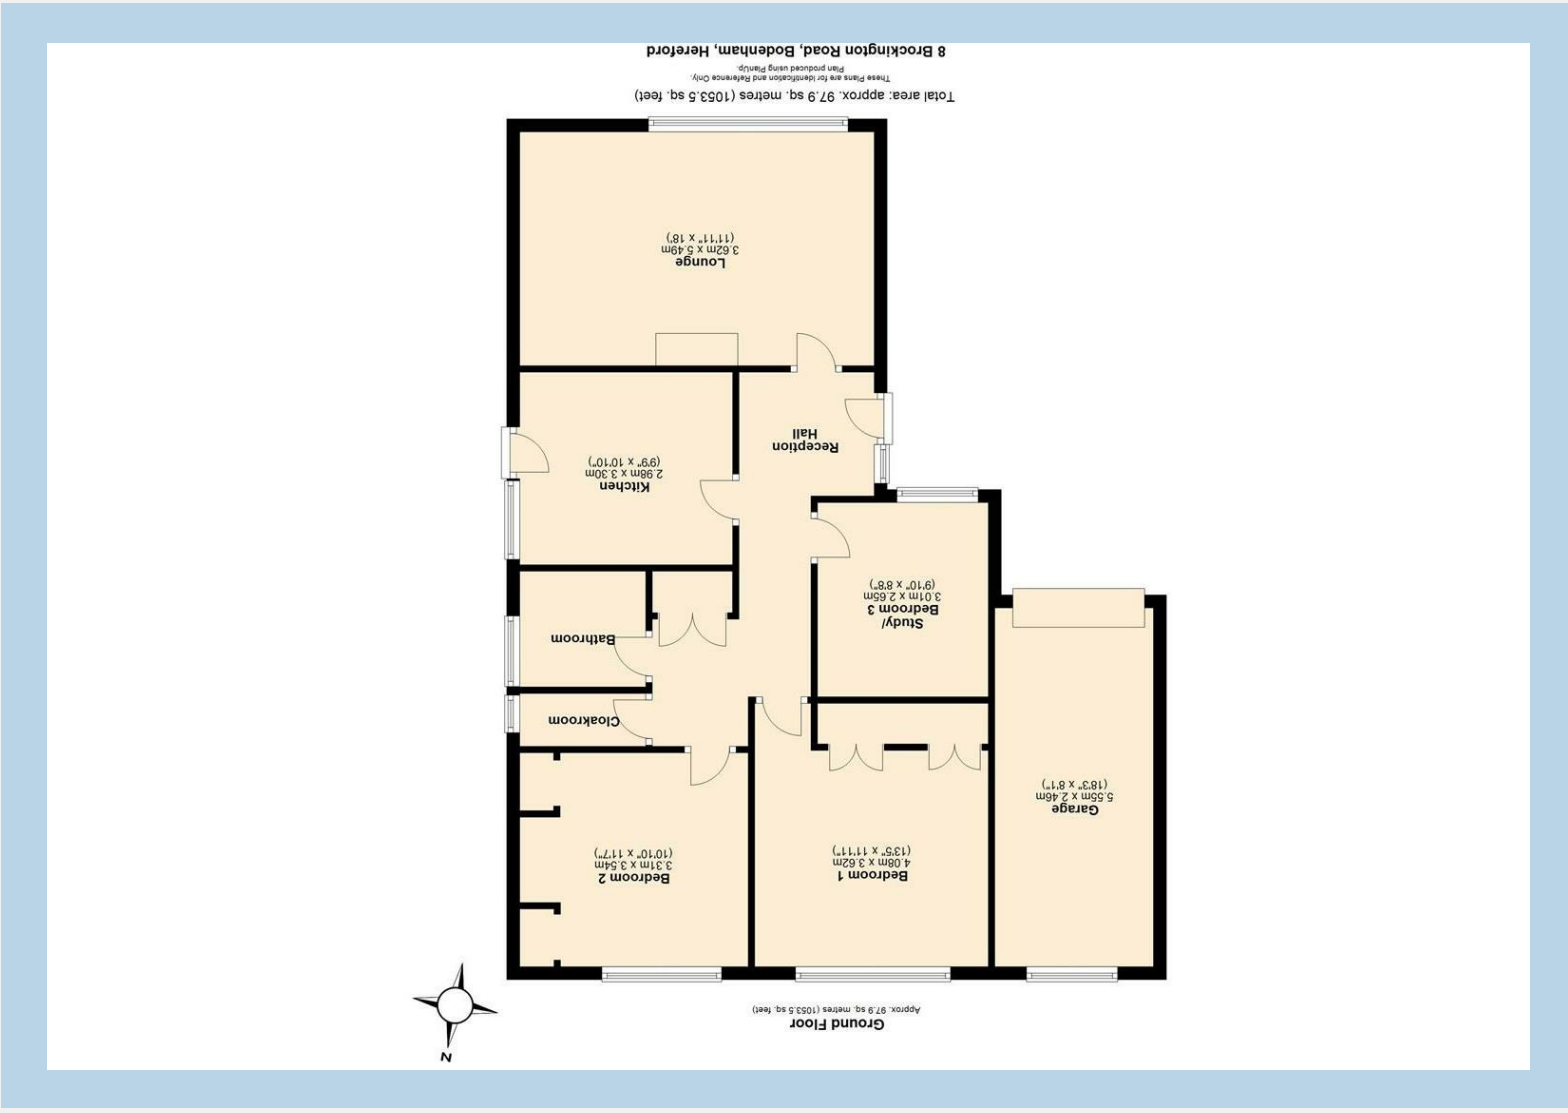 Ground Floor
Approx. 97.9 sq. metres (1053.5 sq. feet)
N
Bedroom 2
3.31m x 3.54m
(10'10" x 11'7")
Bedroom 1
4.08m x 3.62m
(13'5" x 11'11")
Garage
5.55m x 2.46m
(18'3" x 8'1")
Cloakroom
Bathroom
Study/
Bedroom 3
3.01m x 2.65m
(9'10" x 8'8")
Kitchen
2.98m x 3.30m
(9'9" x 10'10")
Reception
Hall
Lounge
3.62m x 5.49m
(11'11" x 18')
Total area: approx. 97.9 sq. metres (1053.5 sq. feet)
These Plans are for Identification and Reference Only.
Plan produced using PlanUp.
8 Brockington Road, Bodenham, Hereford